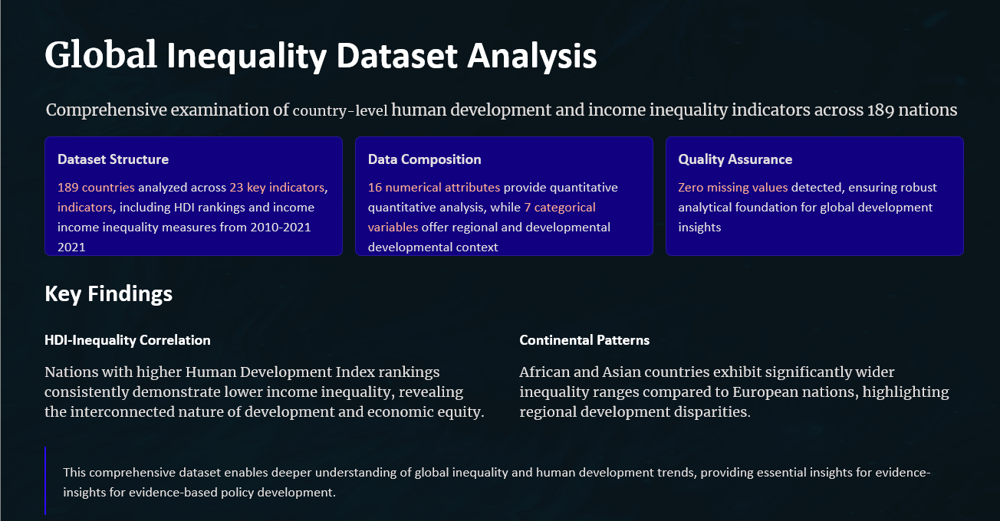 Global Inequality Dataset Analysis
Comprehensive examination of country-level human development and income inequality indicators across 189 nations
Dataset Structure
189 countries analyzed across 23 key indicators,
indicators, including HDI rankings and income
income inequality measures from 2010-2021
2021
Data Composition
16 numerical attributes provide quantitative
quantitative analysis, while 7 categorical
variables offer regional and developmental
developmental context
Quality Assurance
Zero missing values detected, ensuring robust
analytical foundation for global development
insights
Key Findings
HDI-Inequality Correlation
Nations with higher Human Development Index rankings
consistently demonstrate lower income inequality, revealing
the interconnected nature of development and economic equity.
Continental Patterns
African and Asian countries exhibit significantly wider
inequality ranges compared to European nations, highlighting
regional development disparities.
This comprehensive dataset enables deeper understanding of global inequality and human development trends, providing essential insights for evidence-
insights for evidence-based policy development.